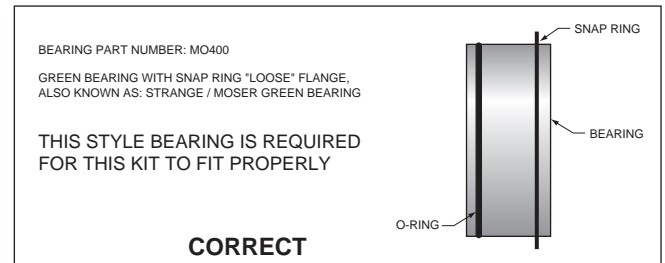 BEARING PART NUMBER: MO400
GREEN BEARING WITH SNAP RING "LOOSE" FLANGE,
ALSO KNOWN AS: STRANGE / MOSER GREEN BEARING
THIS STYLE BEARING IS REQUIRED
FOR THIS KIT TO FIT PROPERLY
CORRECT
SNAP RING
BEARING
O-RING